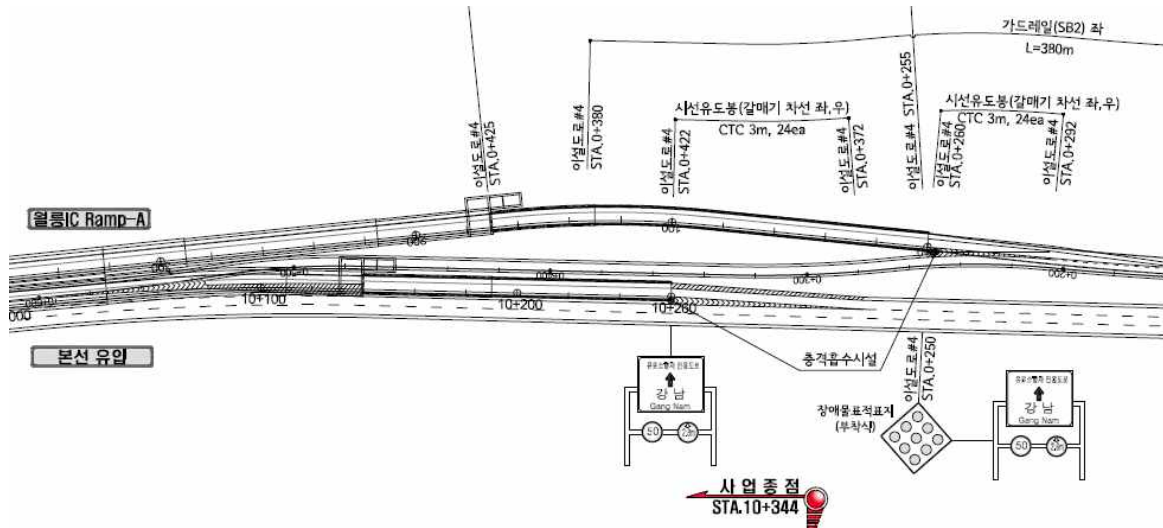 가드레일(SB2) 좌
L=380m
이설도로#4
STA.0+425
이설도로#4
STA.0+380
시선유도봉(갈매기 차선 좌,우)
CTC 3m, 24ea
이설도로#4
STA.0+422
이설도로#4
STA.0+372
이설도로#4 STA.0+255
시선유도봉(갈매기 차선 좌,우)
CTC 3m, 24ea
이설도로#4
STA.0+260
이설도로#4
STA.0+292
월릉IC Ramp-A
10+100
10+200
본선 유입
충격흡수시설
이설도로#4
STA.0+250
강남
Gang Nam
50
장애물표적표지
(부착식)
강남
Gang Nam
50
사업종점
STA.10+344